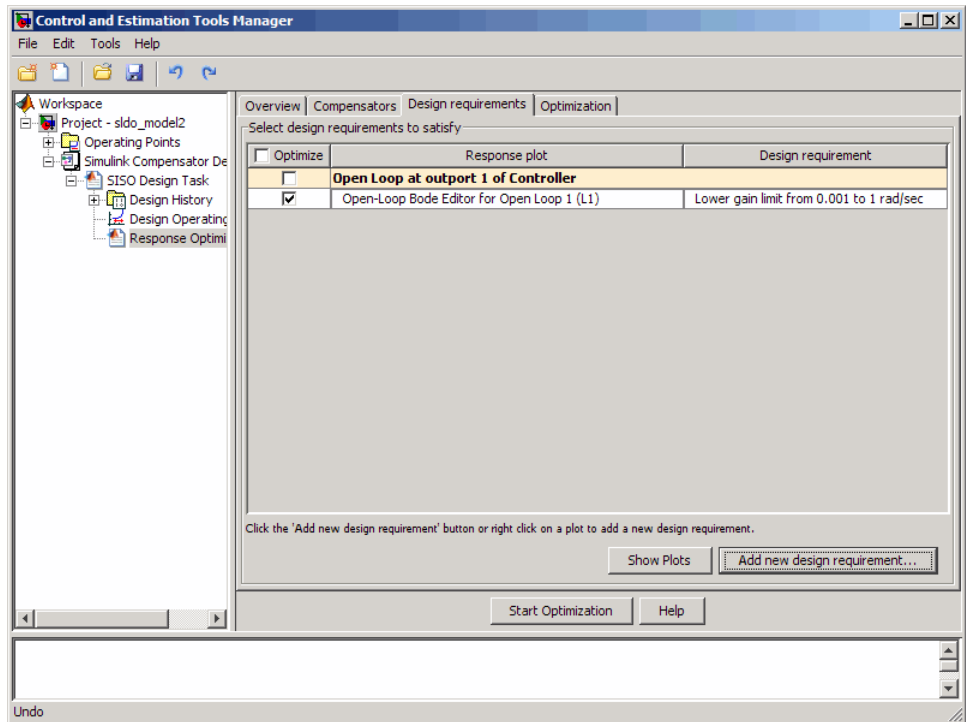 Control and Estimation Tools Manager
File Edit Tools Help
Workspace
Project - sldo_model2
Operating Points
Simulink Compensator De
SISO Design Task
Design History
Design Operating
Response Optimi
Overview Compensators Design requirements Optimization
Select design requirements to satisfy
Optimize Response plot Design requirement
Open Loop at outport 1 of Controller
Open-Loop Bode Editor for Open Loop 1 (L1) Lower gain limit from 0.001 to 1 rad/sec
Click the 'Add new design requirement' button or right click on a plot to add a new design requirement.
Show Plots Add new design requirement...
Start Optimization Help
Undo